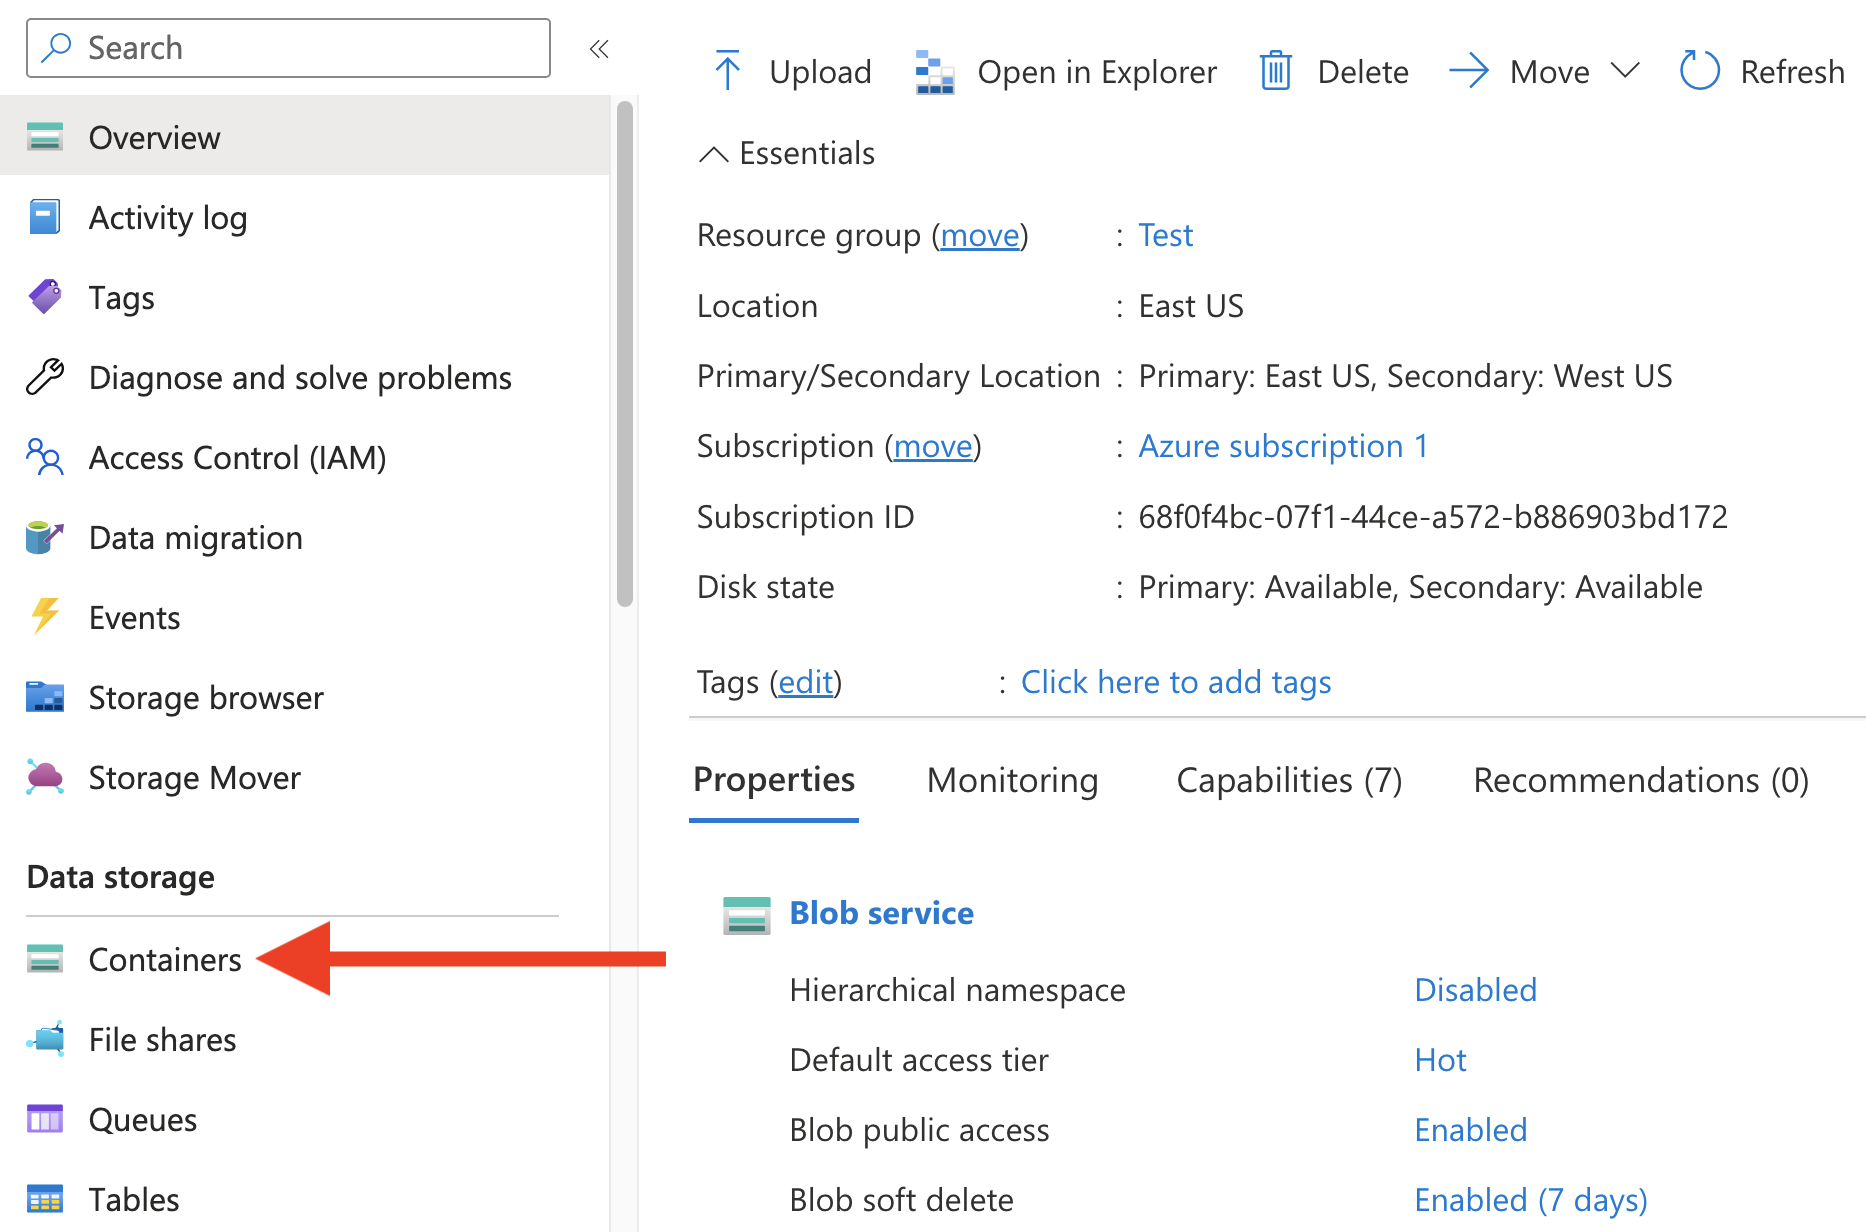 Search
Overview
Activity log
Tags
Diagnose and solve problems
Access Control (IAM)
Data migration
Events
Storage browser
Storage Mover
Data storage
Containers
File shares
Queues
Tables
Upload
Open in Explorer
Delete
Move
Refresh
Essentials
Resource group (move) : Test
Location : East US
Primary/Secondary Location : Primary: East US, Secondary: West US
Subscription (move) : Azure subscription 1
Subscription ID : 68f0f4bc-07f1-44ce-a572-b886903bd172
Disk state : Primary: Available, Secondary: Available
Tags (edit) : Click here to add tags
Properties Monitoring Capabilities (7) Recommendations (0)
Blob service
Hierarchical namespace Disabled
Default access tier Hot
Blob public access Enabled
Blob soft delete Enabled (7 days)